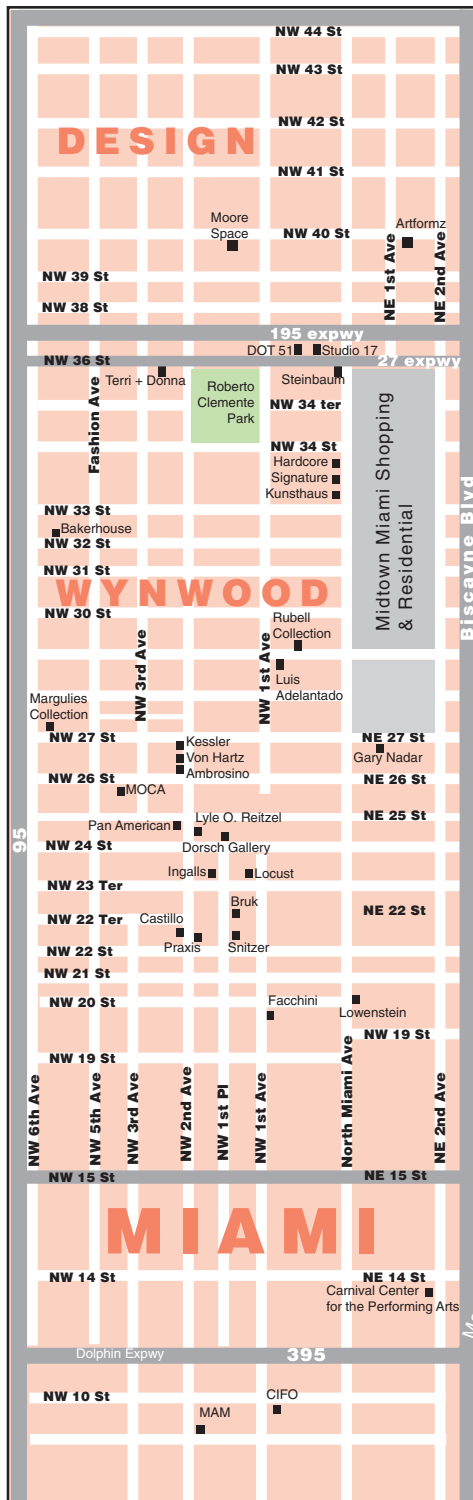 NW 44 St
NW 43 St
NW 42 St
DESIGN
NW 41 St
Moore
Space
NW 40 St
Artformz
NE 1st Ave
NE 2nd Ave
NW 39 St
NW 38 St
195 expwy
DOT 51
Studio 17
NW 36 St
27 expwy
Terri + Donna
Steinbaum
Fashion Ave
Roberto
Clemente
Park
NW 34 ter
NW 34 St
Hardcore
Signature
Kunsthaus
Midtown Miami Shopping
& Residential
Biscayne Blvd
NW 33 St
Bakerhouse
NW 32 St
NW 31 St
WYNWOOD
NW 30 St
Rubell
Collection
NW 3rd Ave
NW 1st Ave
Luis
Adelantado
Margulies
Collection
NW 27 St
Kessler
Von Hartz
Ambrosino
NE 27 St
Gary Nadar
NW 26 St
NE 26 St
MOCA
95
Pan American
Lyle O. Reitzel
NE 25 St
Dorsch Gallery
NW 24 St
Ingalls
Locust
NW 23 Ter
Bruk
NE 22 St
NW 22 Ter
Castillo
Praxis
Snitzer
NW 22 St
NW 21 St
NW 20 St
Facchini
Lowenstein
NW 19 St
NW 19 St
NW 6th Ave
NW 5th Ave
NW 3rd Ave
NW 2nd Ave
NW 1st Pl
NW 1st Ave
North Miami Ave
NE 2nd Ave
NW 15 St
NE 15 St
MIAMI
NW 14 St
NE 14 St
Carnival Center
for the Performing Arts
Dolphin Expwy
395
NW 10 St
CIFO
MAM